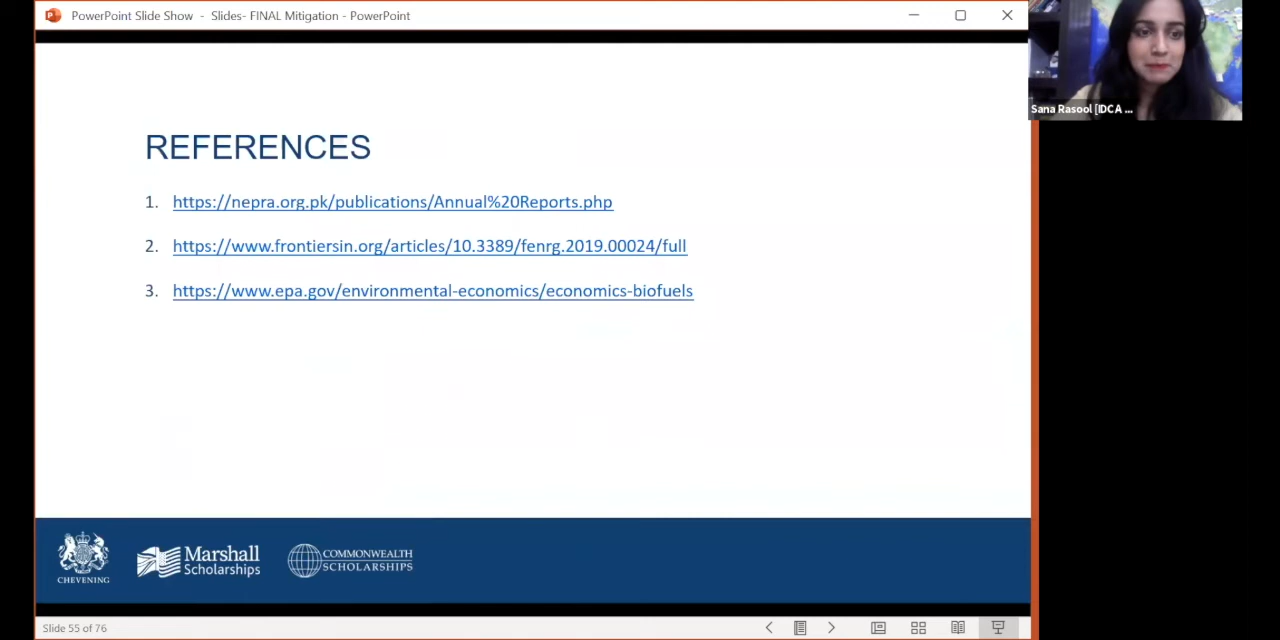 PowerPoint Slide Show - Slides- FINAL Mitigation - PowerPoint
Sana Rasool [IDCA ...
REFERENCES
1. https://nepra.org.pk/publications/Annual%20Reports.php
2. https://www.frontiersin.org/articles/10.3389/fenrg.2019.00024/full
3. https://www.epa.gov/environmental-economics/economics-biofuels
CHEVENING
Marshall
Scholarships
COMMONWEALTH
SCHOLARSHIPS
Slide 55 of 76